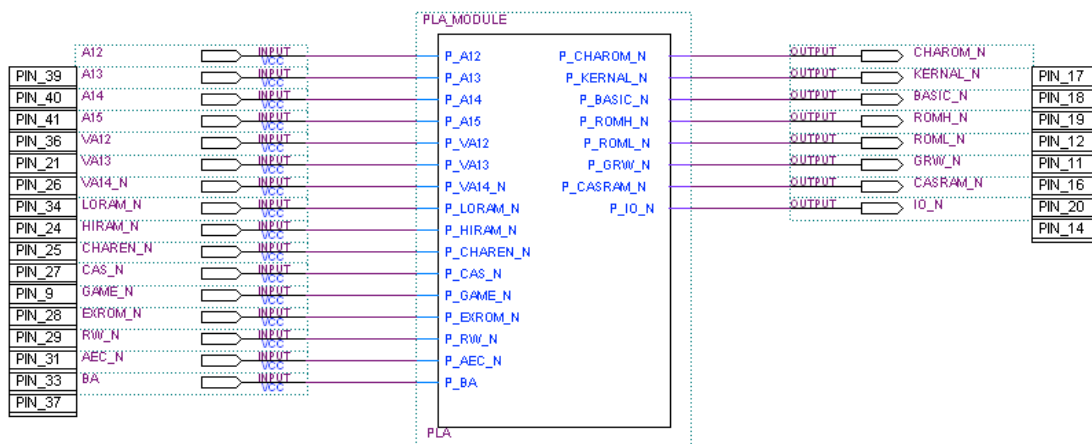 PLA_MODULE
A12 INPUT VCC P_A12 P_CHAROM_N OUTPUT CHAROM_N
PIN_39 A13 INPUT VCC P_A13 P_KERNAL_N OUTPUT KERNAL_N PIN_17
PIN_40 A14 INPUT VCC P_A14 P_BASIC_N OUTPUT BASIC_N PIN_18
PIN_41 A15 INPUT VCC P_A15 P_ROMH_N OUTPUT ROMH_N PIN_19
PIN_36 VA12 INPUT VCC P_VA12 P_ROML_N OUTPUT ROML_N PIN_12
PIN_21 VA13 INPUT VCC P_VA13 P_GRW_N OUTPUT GRW_N PIN_11
PIN_26 VA14_N INPUT VCC P_VA14_N P_CASRAM_N OUTPUT CASRAM_N PIN_16
PIN_34 LORAM_N INPUT VCC P_LORAM_N P_IO_N OUTPUT IO_N PIN_20
PIN_24 HIRAM_N INPUT VCC P_HIRAM_N PIN_14
PIN_25 CHAREN_N INPUT VCC P_CHAREN_N
PIN_27 CAS_N INPUT VCC P_CAS_N
PIN_9 GAME_N INPUT VCC P_GAME_N
PIN_28 EXROM_N INPUT VCC P_EXROM_N
PIN_29 RW_N INPUT VCC P_RW_N
PIN_31 AEC_N INPUT VCC P_AEC_N
PIN_33 BA INPUT VCC P_BA
PIN_37
PLA